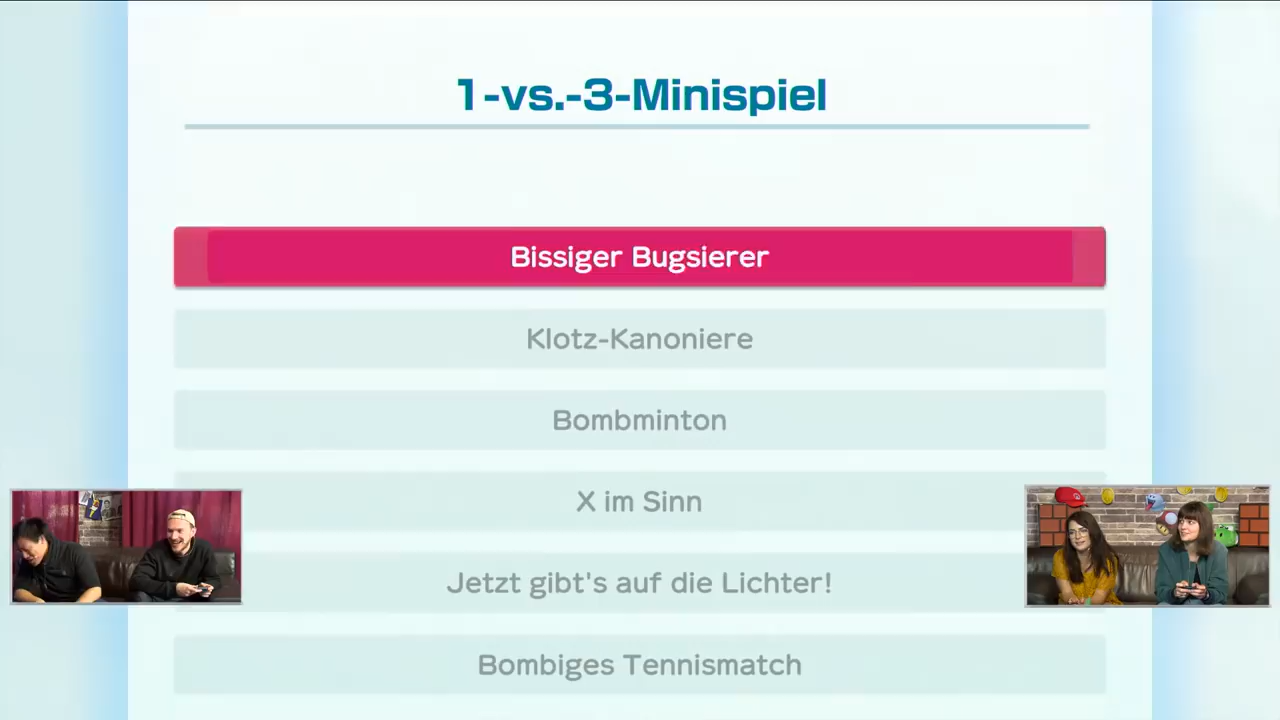 1-vs.-3-Minispiel
Bissiger Bugsierer
Klotz-Kanoniere
Bombminton
X im Sinn
Jetzt gibt's auf die Lichter!
Bombiges Tennismatch